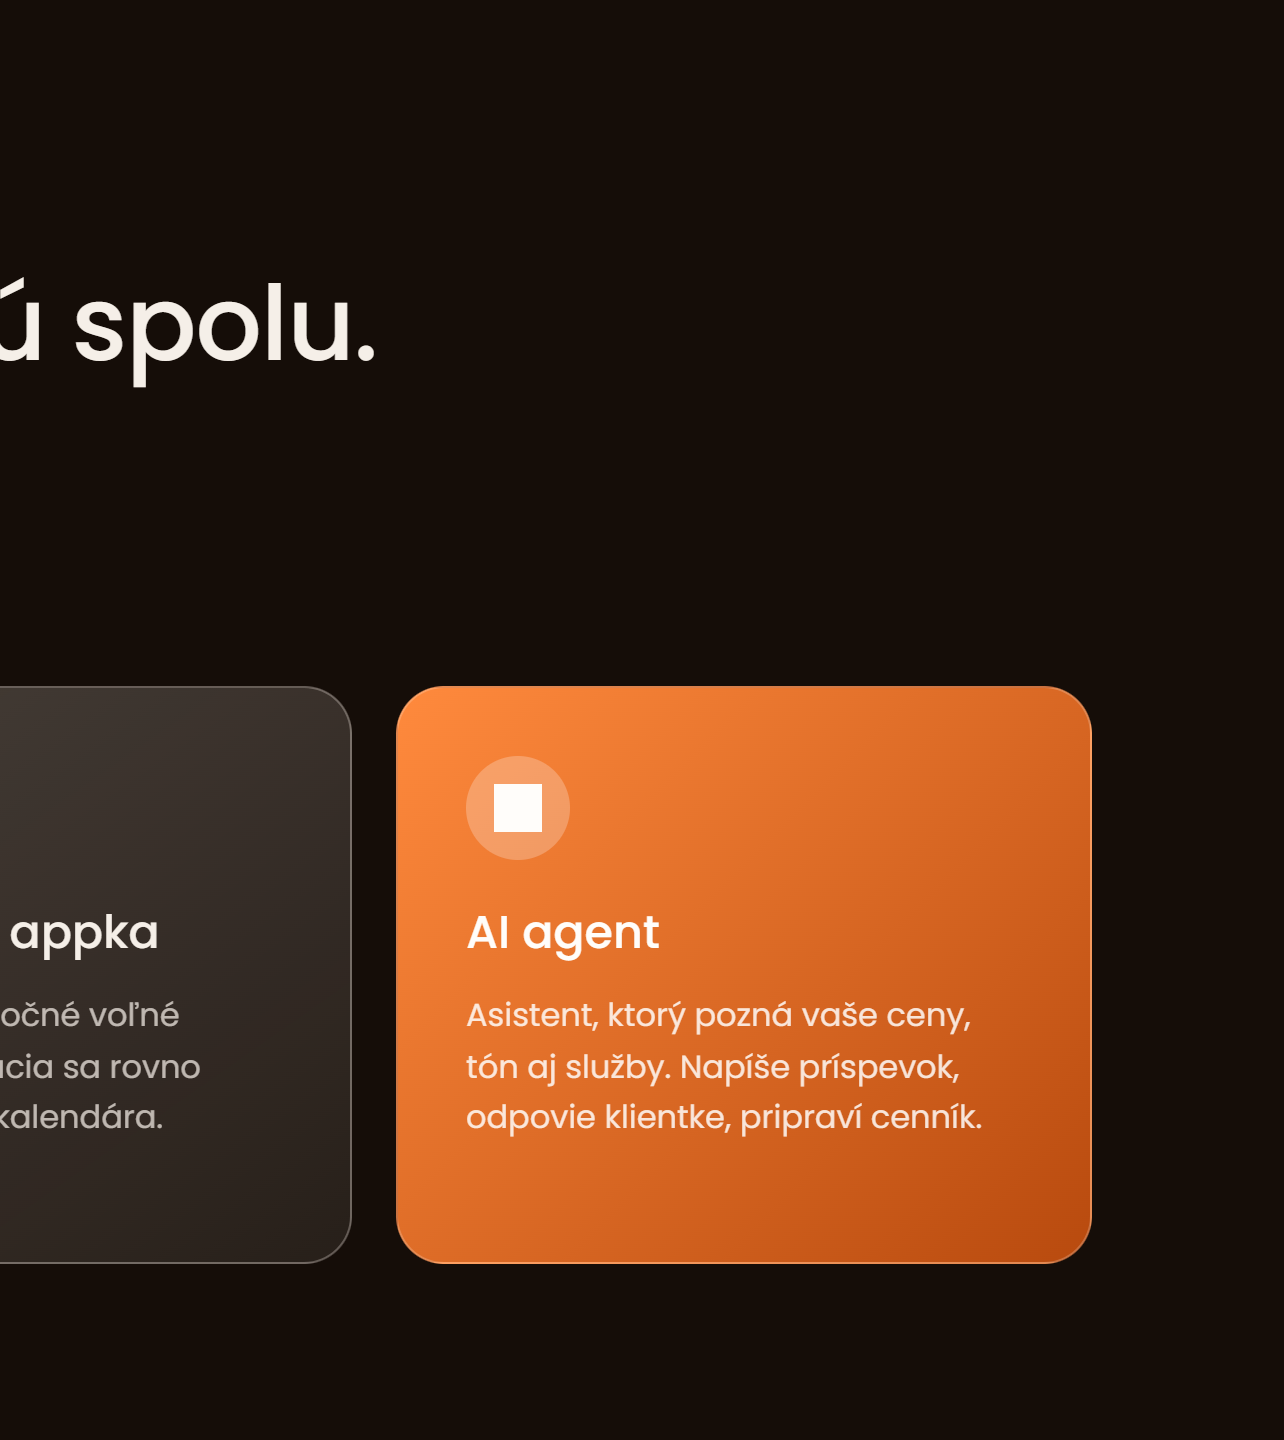 ú spolu.
appka
očné voľné
cia sa rovno
kalendára.
AI agent
Asistent, ktorý pozná vaše ceny,
tón aj služby. Napíše príspevok,
odpovie klientke, pripraví cenník.